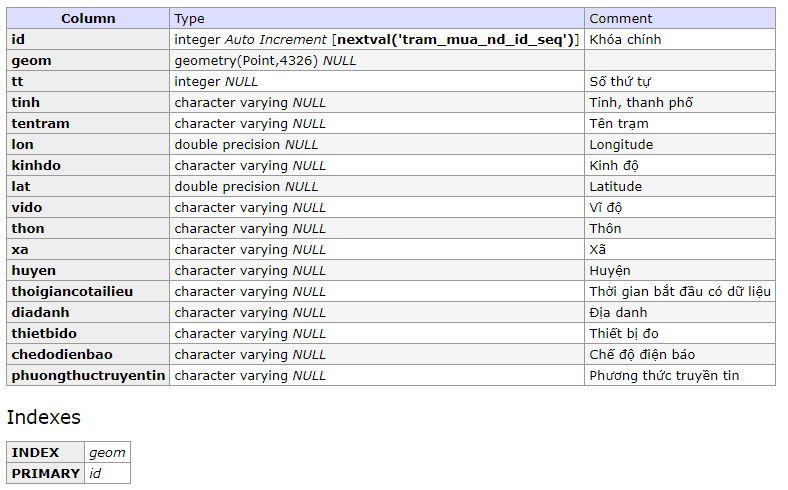 Column Type Comment
id integer Auto Increment [nextval('tram_mua_nd_id_seq')] Khóa chính
geom geometry(Point,4326) NULL
tt integer NULL Số thứ tự
tinh character varying NULL Tỉnh, thanh phố
tentram character varying NULL Tên trạm
lon double precision NULL Longitude
kinhdo character varying NULL Kinh độ
lat double precision NULL Latitude
vido character varying NULL Vĩ độ
thon character varying NULL Thôn
xa character varying NULL Xã
huyen character varying NULL Huyện
thoigiancotailieu character varying NULL Thời gian bắt đầu có dữ liệu
diadanh character varying NULL Địa danh
thietbido character varying NULL Thiết bị đo
chedodienbao character varying NULL Chế độ điện báo
phuongthuctruyentin character varying NULL Phương thức truyền tin
Indexes
INDEX geom
PRIMARY id